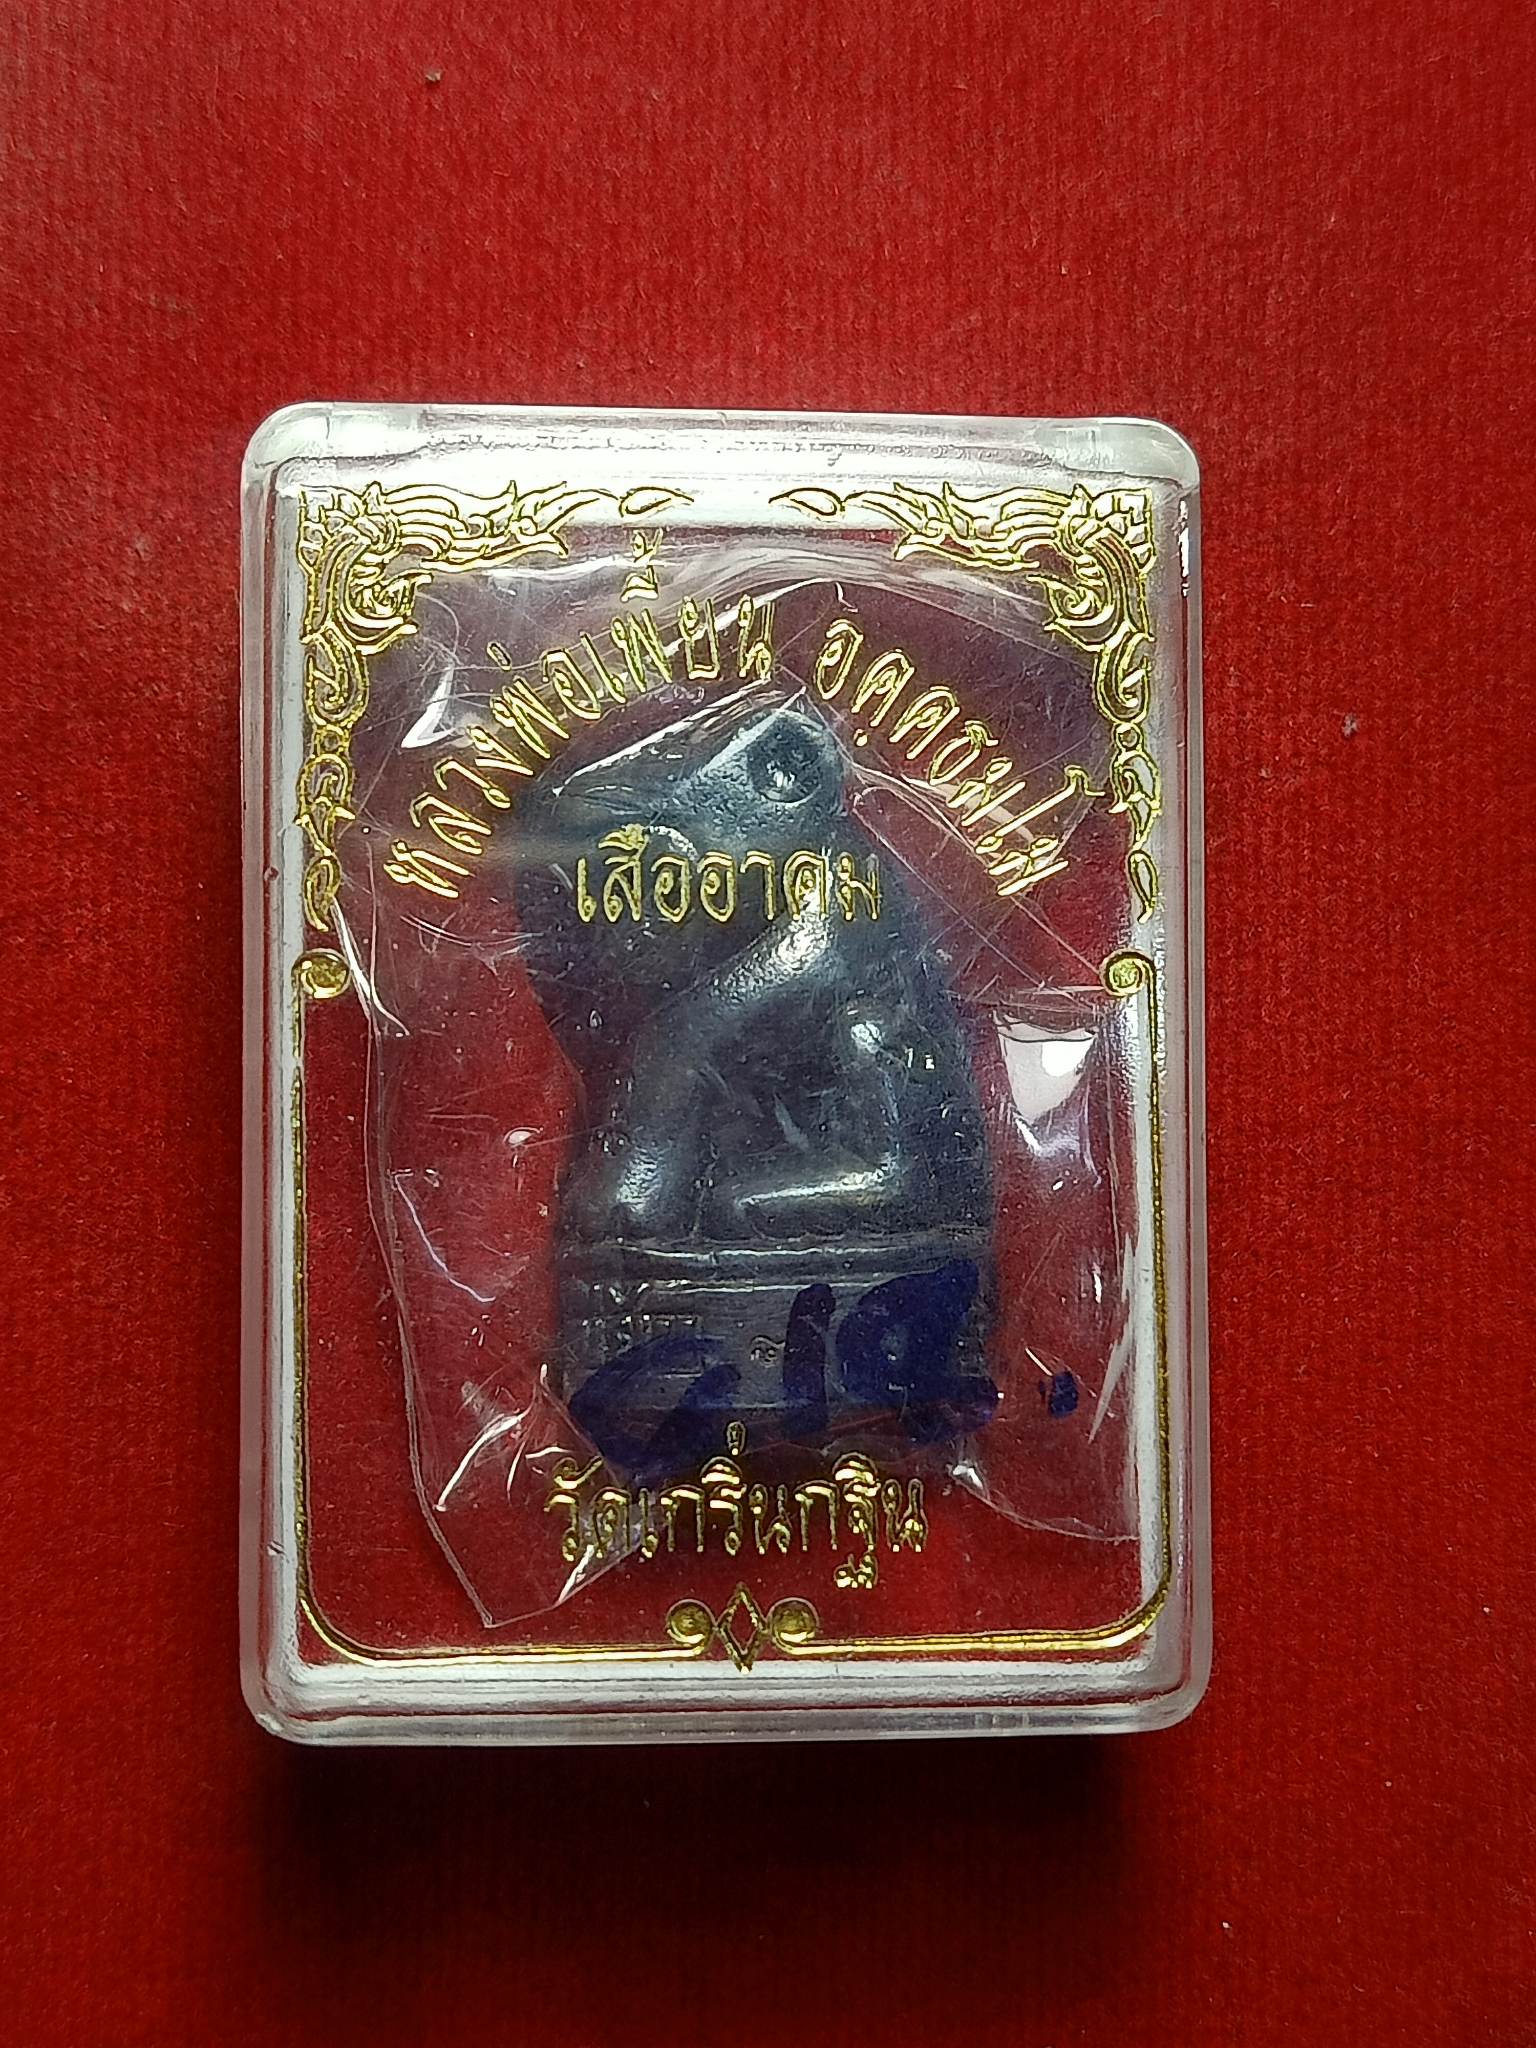 หลวงพ่อเพี้ยน อคฺคธมฺโม
เสืออาคม
วัดเกริ่นกฐิน